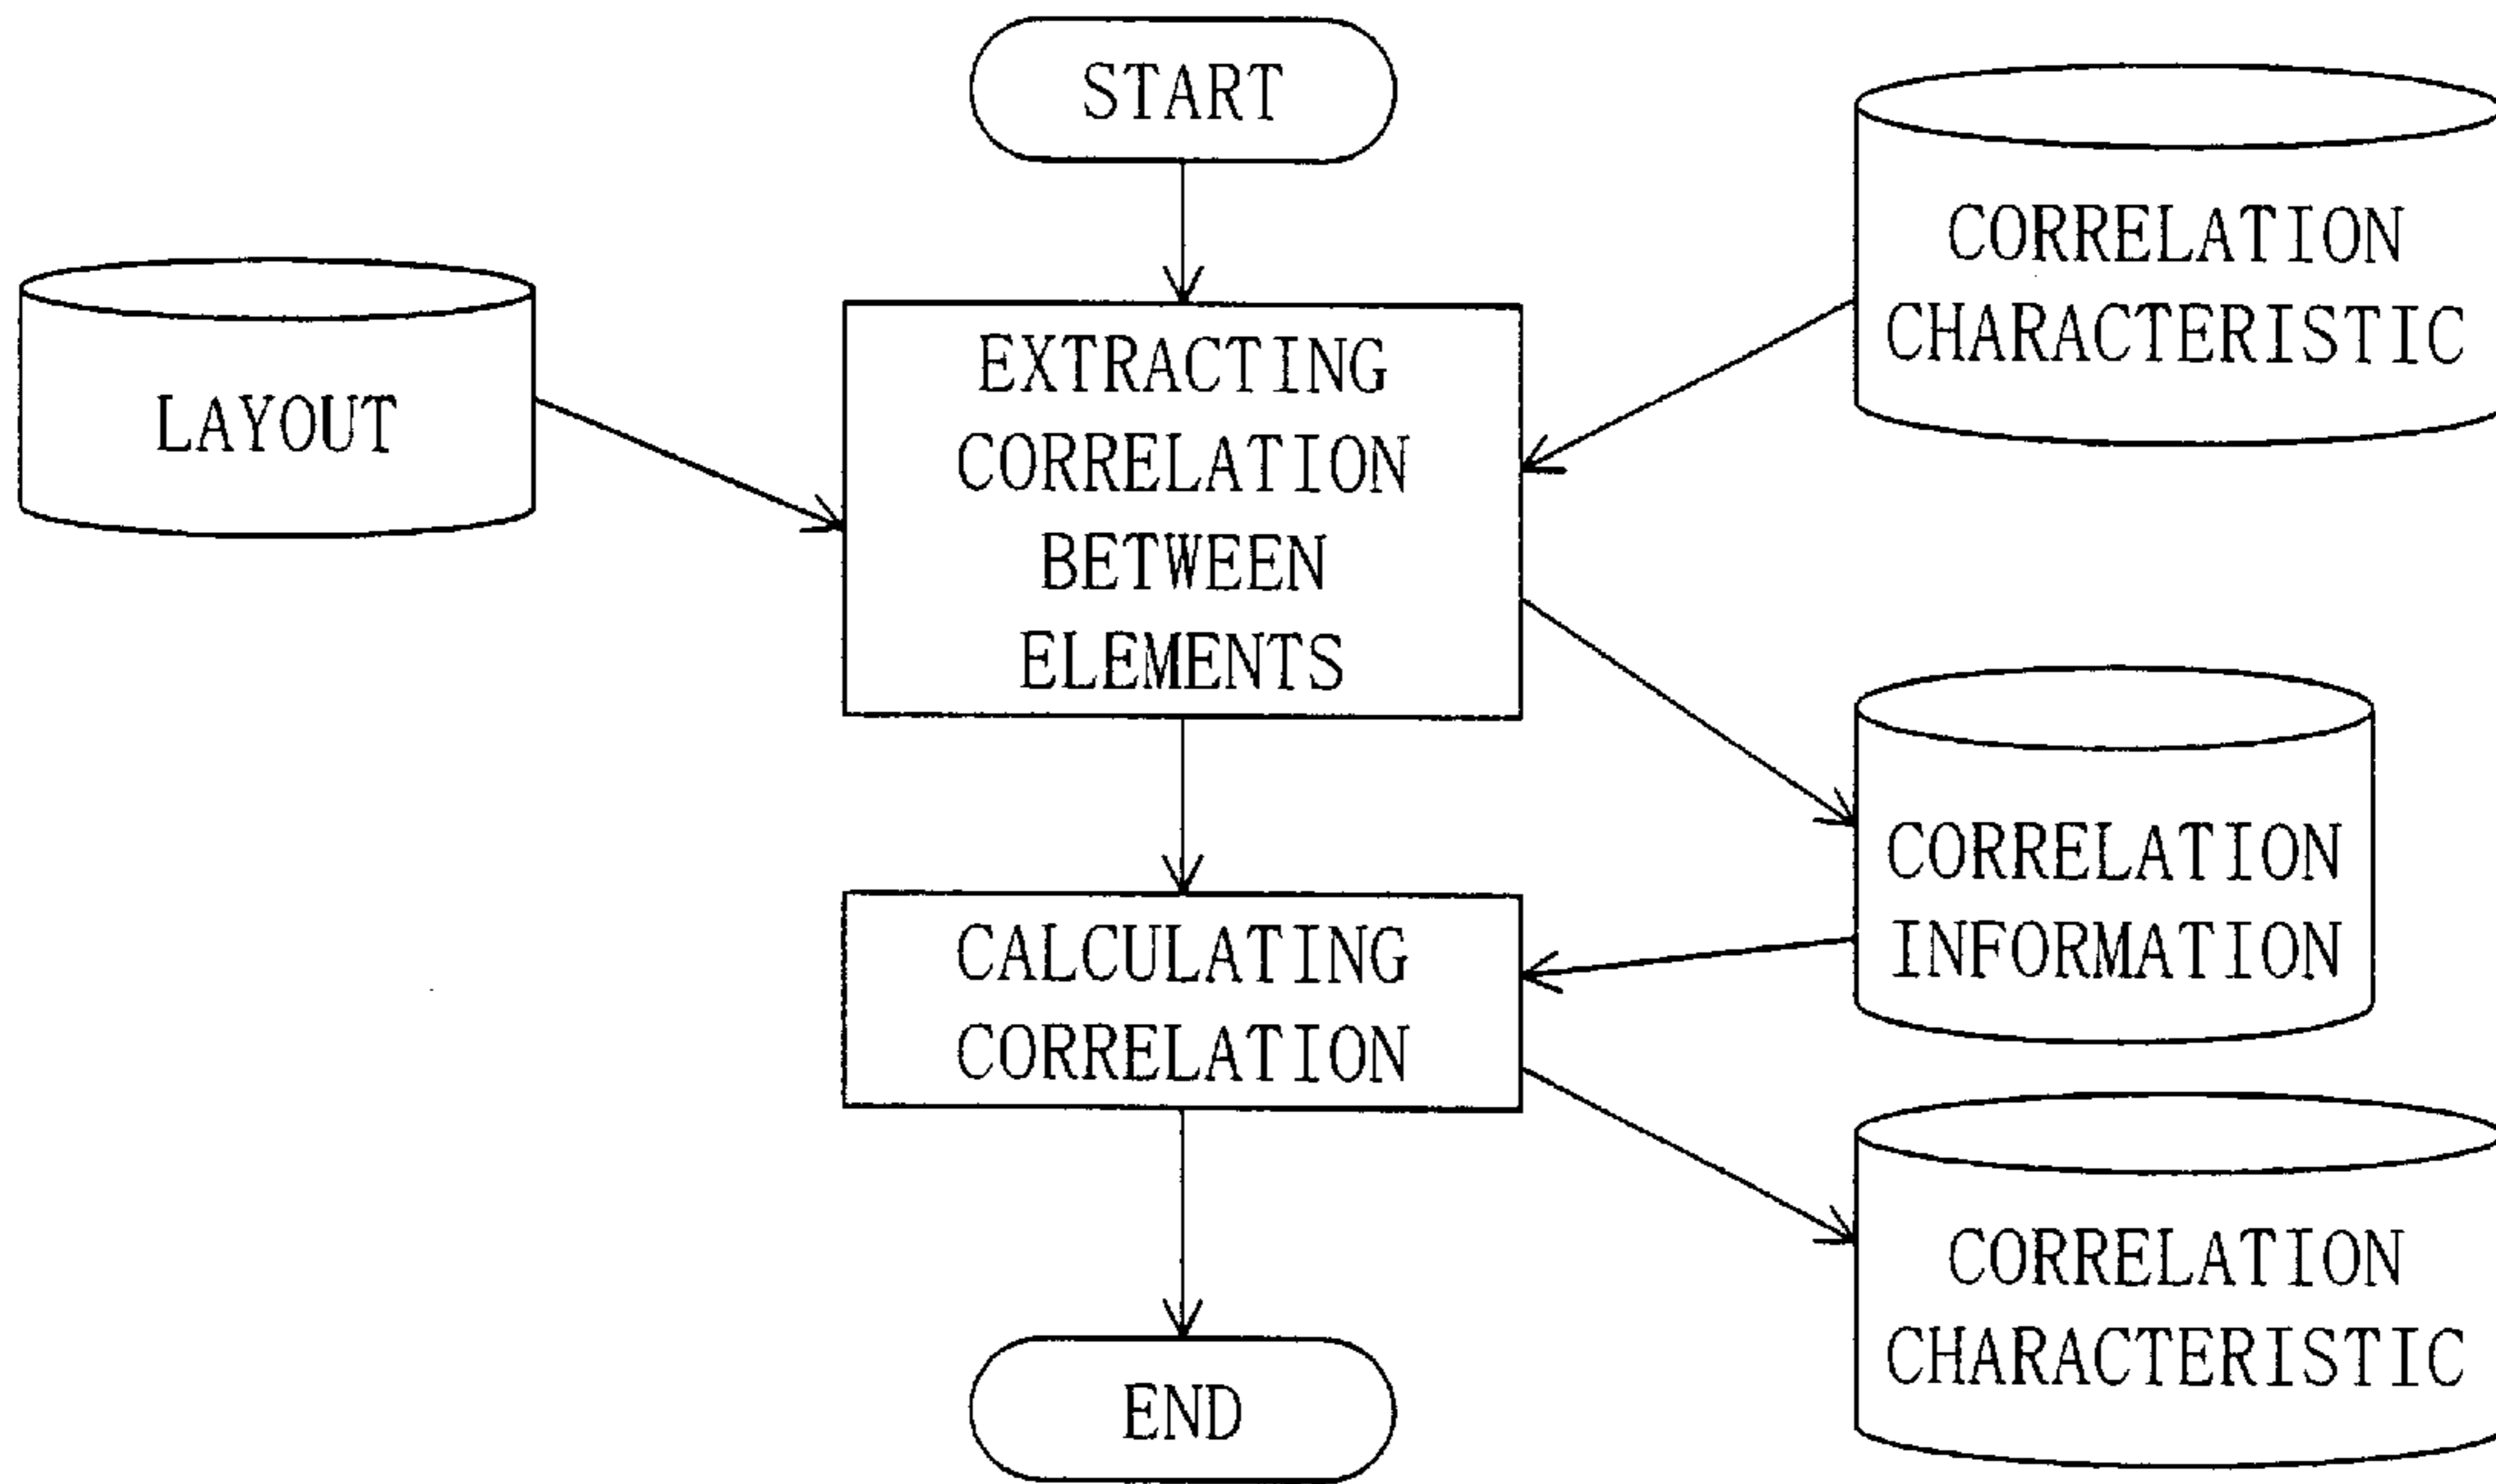 START
CORRELATION
CHARACTERISTIC
LAYOUT
EXTRACTING
CORRELATION
BETWEEN
ELEMENTS
CORRELATION
INFORMATION
CALCULATING
CORRELATION
CORRELATION
CHARACTERISTIC
END